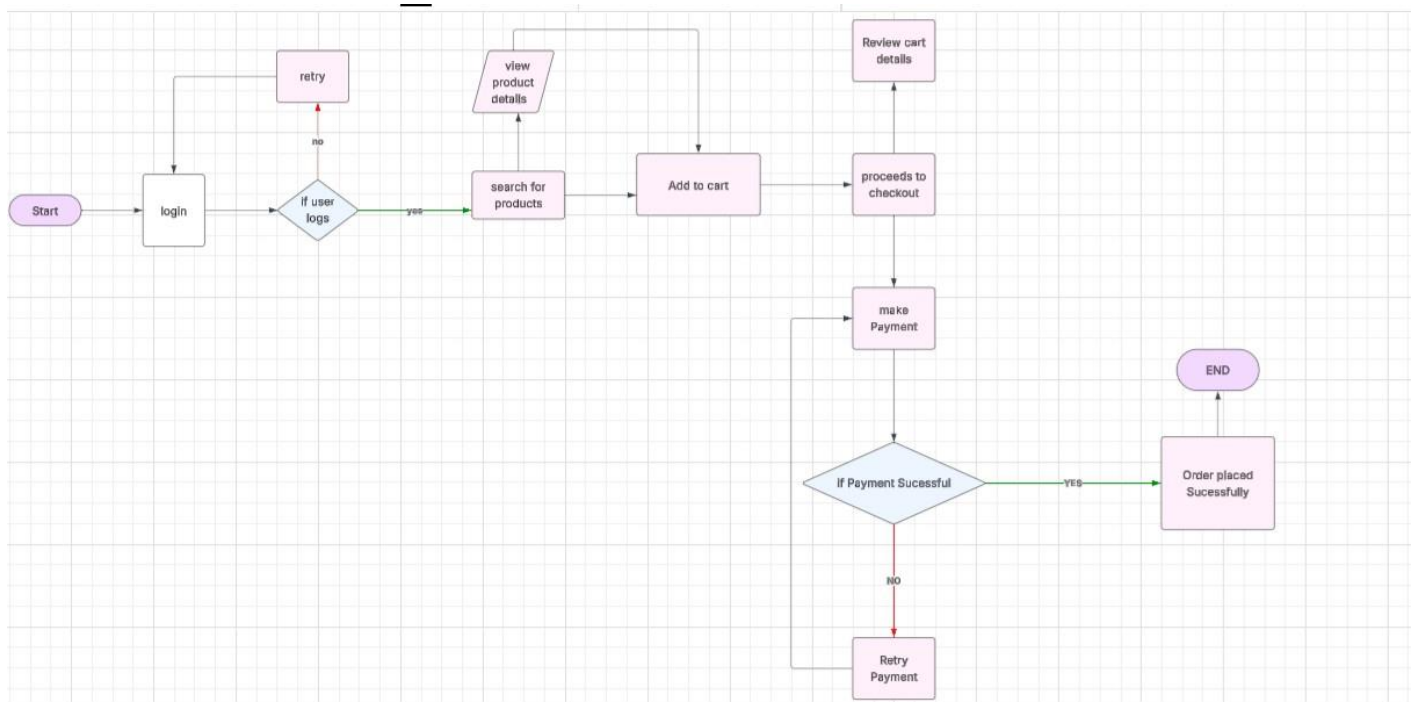 Start
login
retry
no
if user
logs
yes
view
product
details
search for
products
Add to cart
Review cart
details
proceeds to
checkout
make
Payment
if Payment Sucessful
YES
Order placed
Sucessfully
END
NO
Retry
Payment